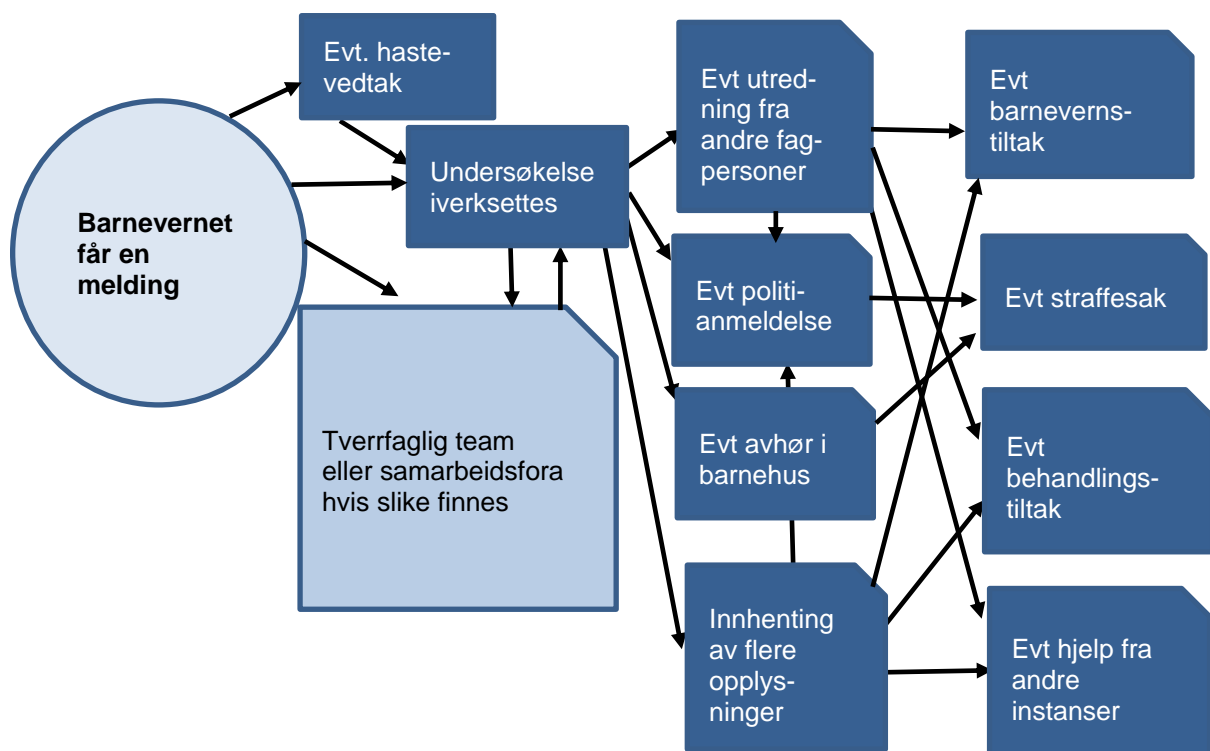 Barnevernet
får en
melding
Evt. haste-
vedtak
Undersøkelse
iverksettes
Tverrfaglig team
eller samarbeidsfora
hvis slike finnes
Evt utred-
ning fra
andre fag-
personer
Evt politi-
anmeldelse
Evt avhør i
barnehus
Innhenting
av flere
opplys-
ninger
Evt
barneverns-
tiltak
Evt straffesak
Evt
behandlings-
tiltak
Evt hjelp fra
andre
instanser